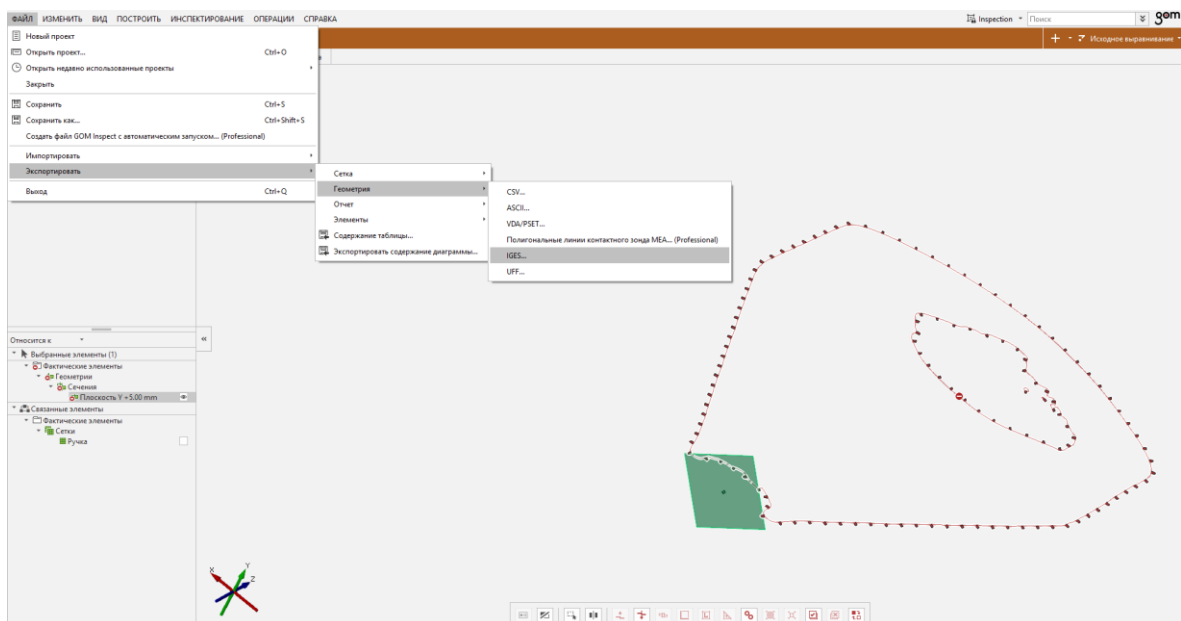 ФАЙЛ ИЗМЕНИТЬ ВИД ПОСТРОИТЬ ИНСПЕКТИРОВАНИЕ ОПЕРАЦИИ СПРАВКА
Inspection Поиск gom
Исходное выравнивание
Новый проект
Открыть проект... Ctrl+O
Открыть недавно использованные проекты
Закрыть
Сохранить Ctrl+S
Сохранить как... Ctrl+Shift+S
Создать файл GOM Inspect с автоматическим запуском... (Professional)
Импортировать
Экспортировать
Выход Ctrl+Q
Сетка
Геометрия
Отчет
Элементы
Содержание таблицы...
Экспортировать содержание диаграммы...
CSV...
ASCII...
VDA/PSET...
Полигональные линии контактного зонда MEA... (Professional)
IGES...
UFF...
Относится к
Выбранные элементы (1)
Фактические элементы
Геометрии
Сечения
Плоскость Y +5.00 mm
Связанные элементы
Фактические элементы
Сетки
Ручка
X
Y
Z